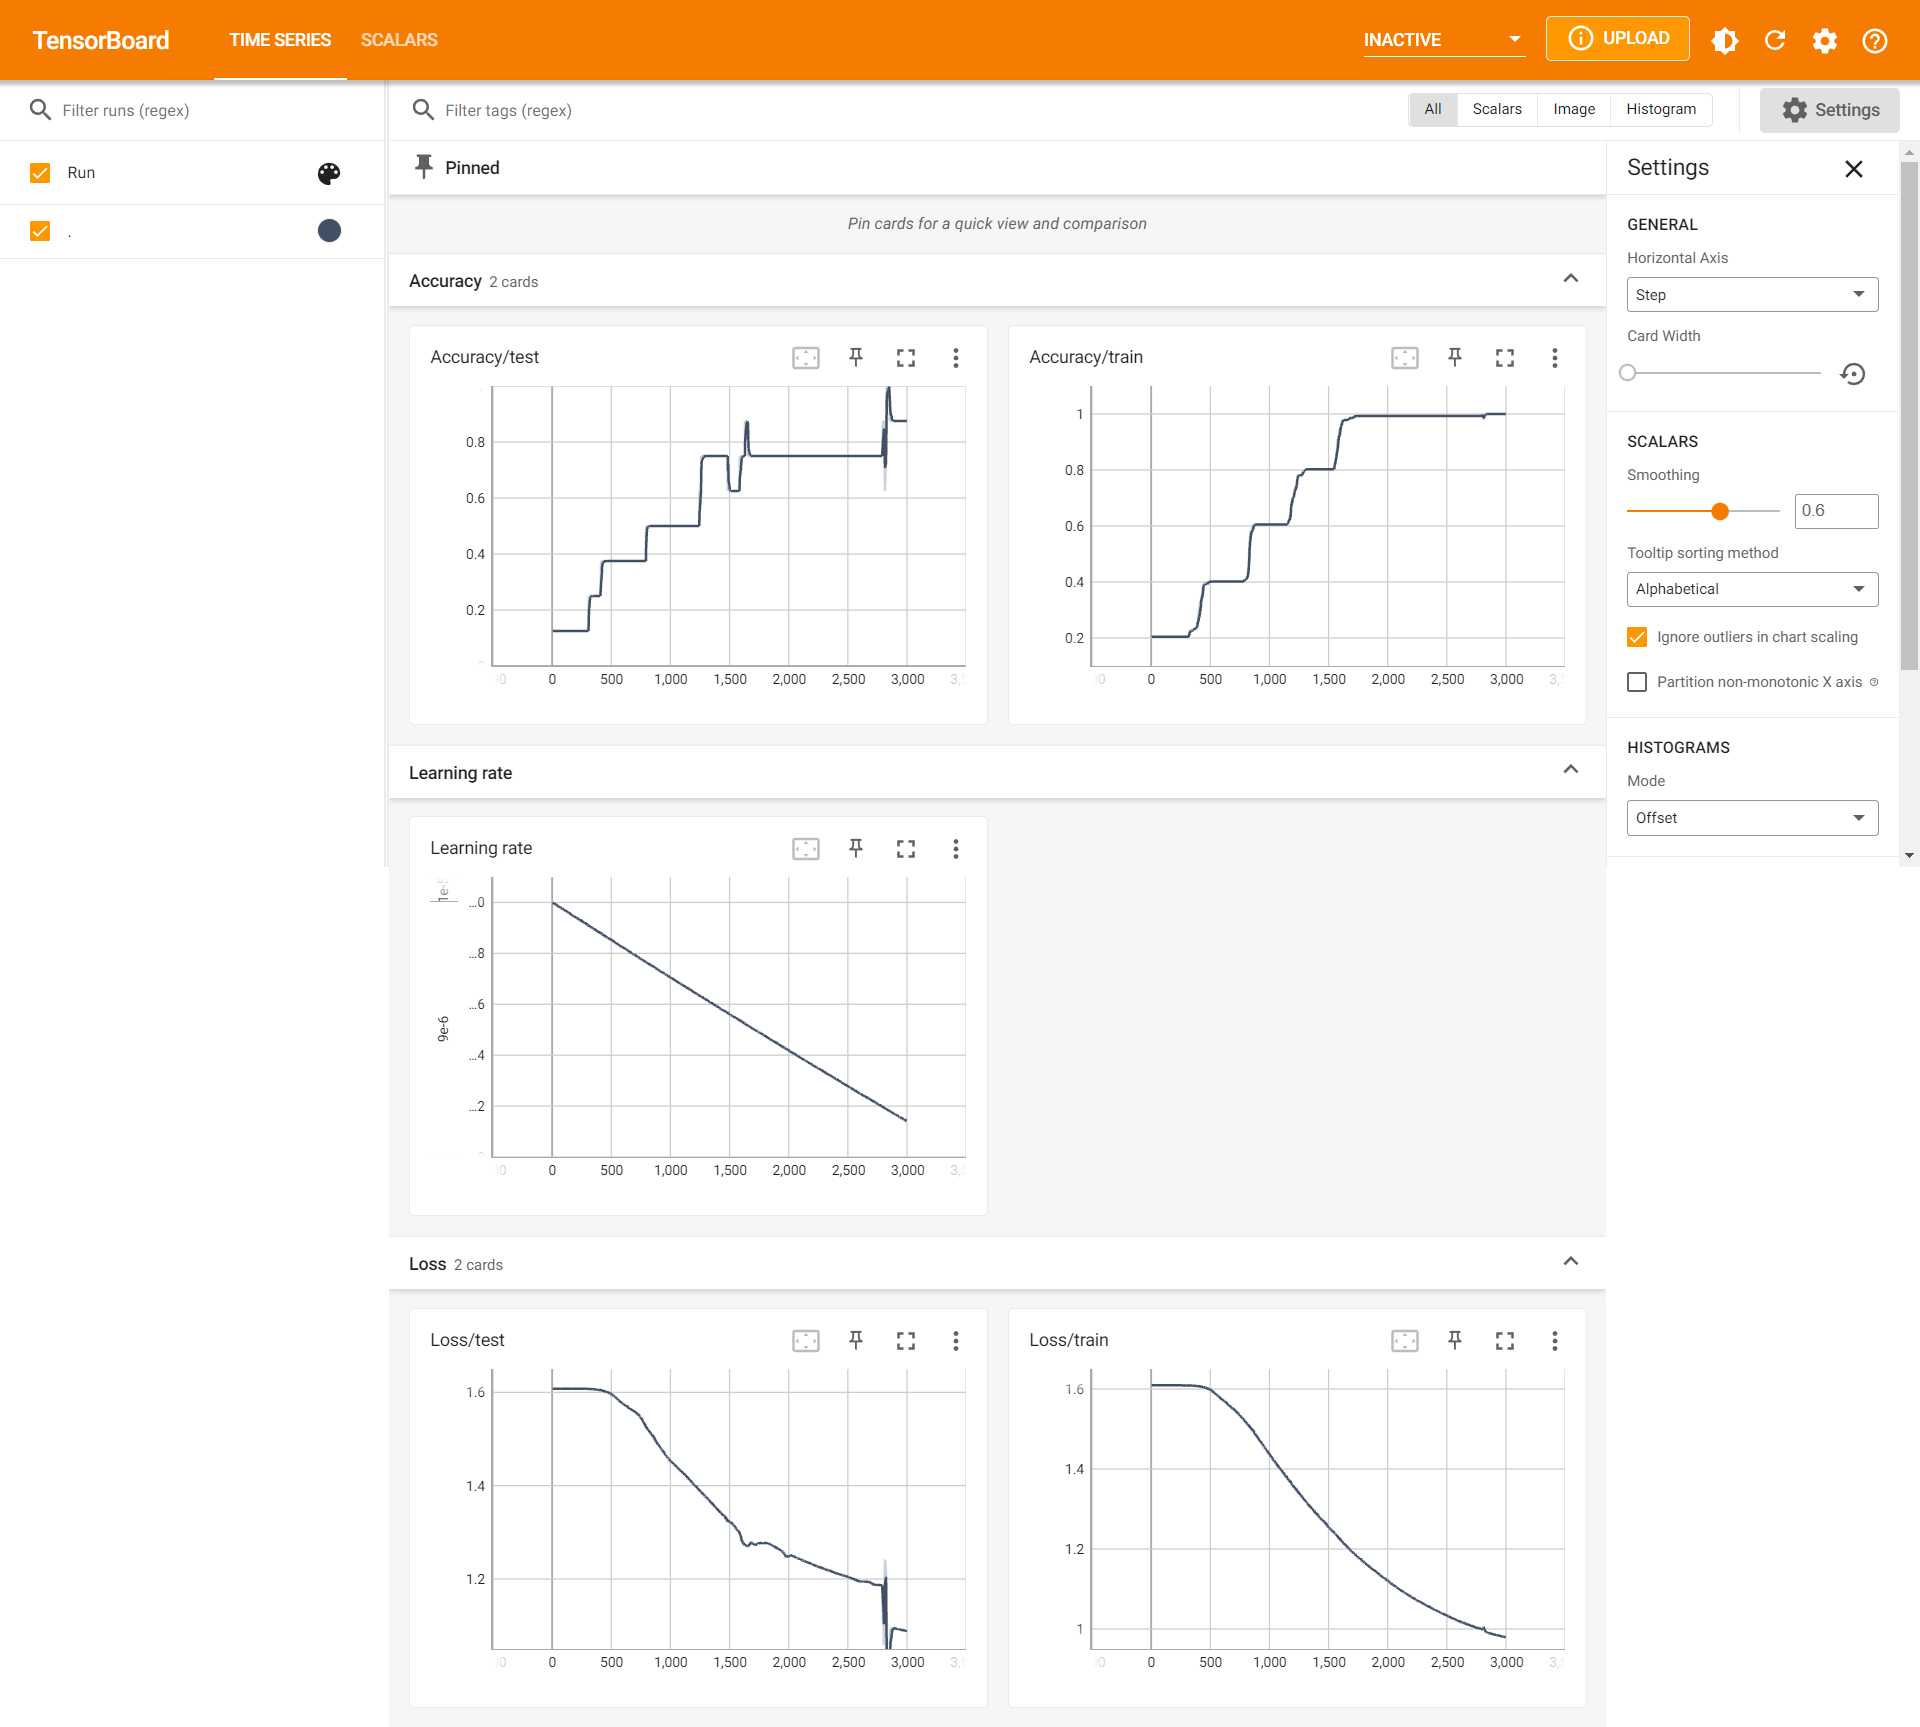 TensorBoard TIME SERIES SCALARS INACTIVE UPLOAD
Filter runs (regex)
Run
.
Filter tags (regex) All Scalars Image Histogram Settings
Pinned
Pin cards for a quick view and comparison
Accuracy 2 cards
Accuracy/test
0.8
0.6
0.4
0.2
0 500 1,000 1,500 2,000 2,500 3,000
Accuracy/train
1
0.8
0.6
0.4
0.2
0 500 1,000 1,500 2,000 2,500 3,000
Learning rate
Learning rate
1e-5
9e-6
...0
...8
...6
...4
...2
0 500 1,000 1,500 2,000 2,500 3,000
Loss 2 cards
Loss/test
1.6
1.4
1.2
0 500 1,000 1,500 2,000 2,500 3,000
Loss/train
1.6
1.4
1.2
1
0 500 1,000 1,500 2,000 2,500 3,000
Settings
GENERAL
Horizontal Axis
Step
Card Width
SCALARS
Smoothing
0.6
Tooltip sorting method
Alphabetical
Ignore outliers in chart scaling
Partition non-monotonic X axis
HISTOGRAMS
Mode
Offset